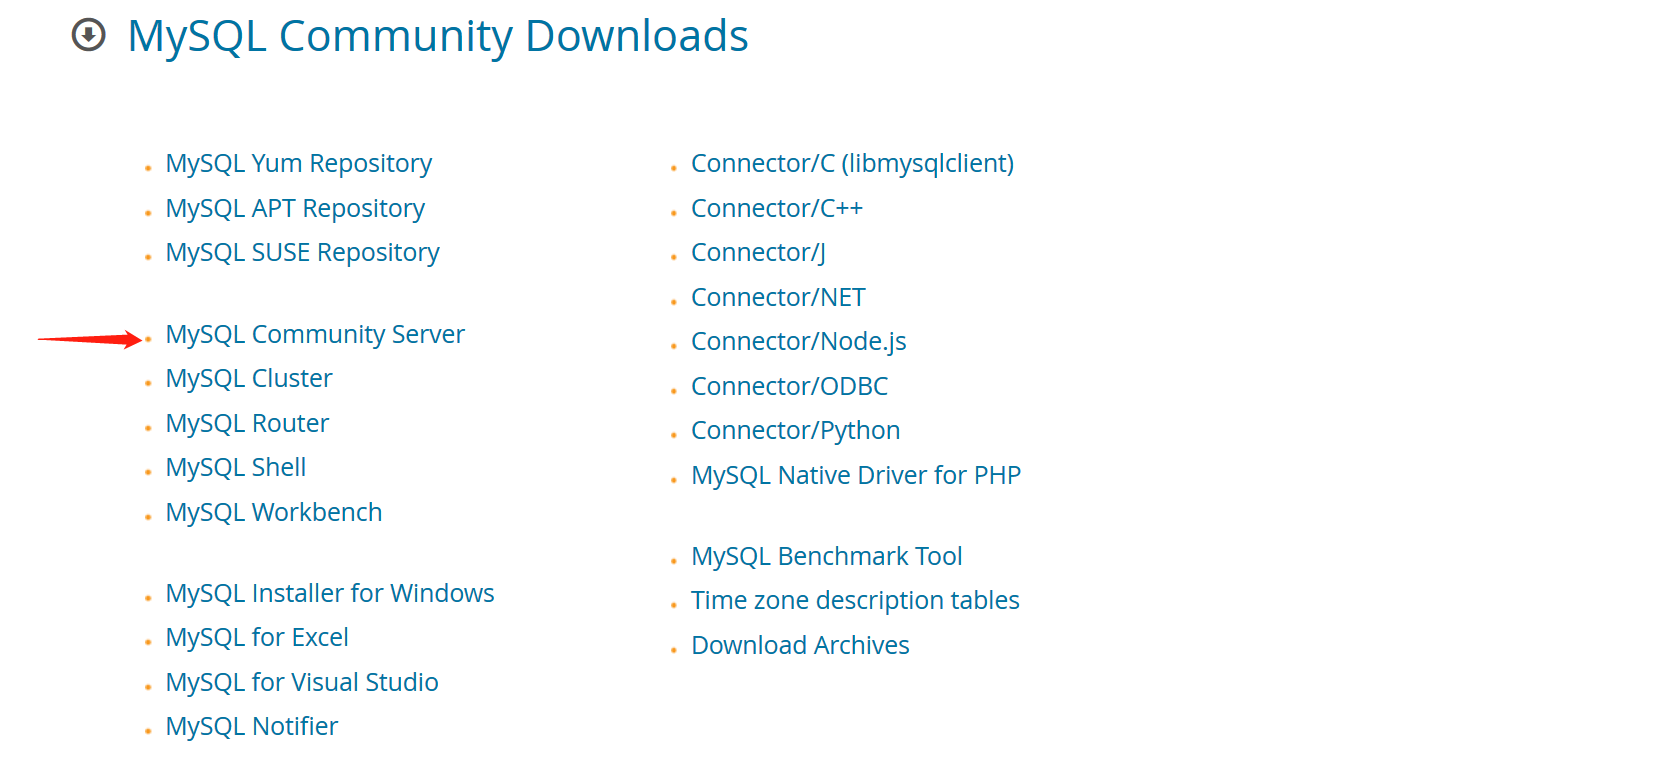 MySQL Community Downloads
MySQL Yum Repository
MySQL APT Repository
MySQL SUSE Repository
MySQL Community Server
MySQL Cluster
MySQL Router
MySQL Shell
MySQL Workbench
MySQL Installer for Windows
MySQL for Excel
MySQL for Visual Studio
MySQL Notifier
Connector/C (libmysqlclient)
Connector/C++
Connector/J
Connector/NET
Connector/Node.js
Connector/ODBC
Connector/Python
MySQL Native Driver for PHP
MySQL Benchmark Tool
Time zone description tables
Download Archives